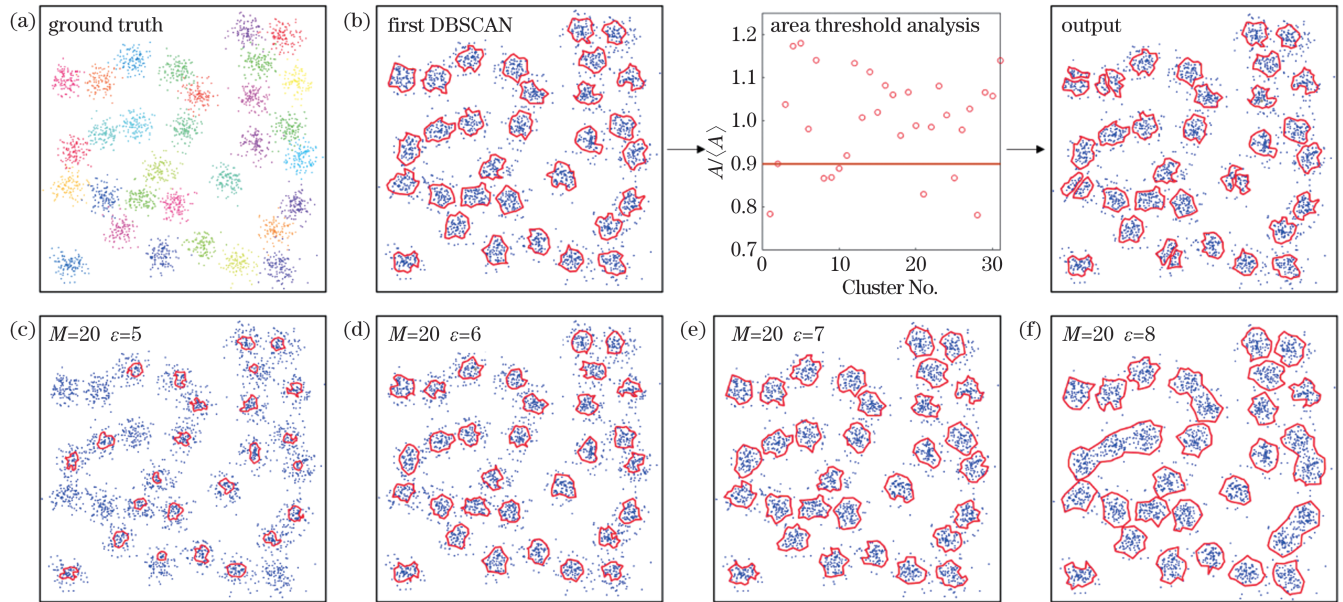 (a) ground truth
(b) first DBSCAN
area threshold analysis
1.2
1.1
1.0
0.9
0.8
0.7
A/⟨A⟩
0 10 20 30
Cluster No.
output
(c) M=20 ε=5
(d) M=20 ε=6
(e) M=20 ε=7
(f) M=20 ε=8